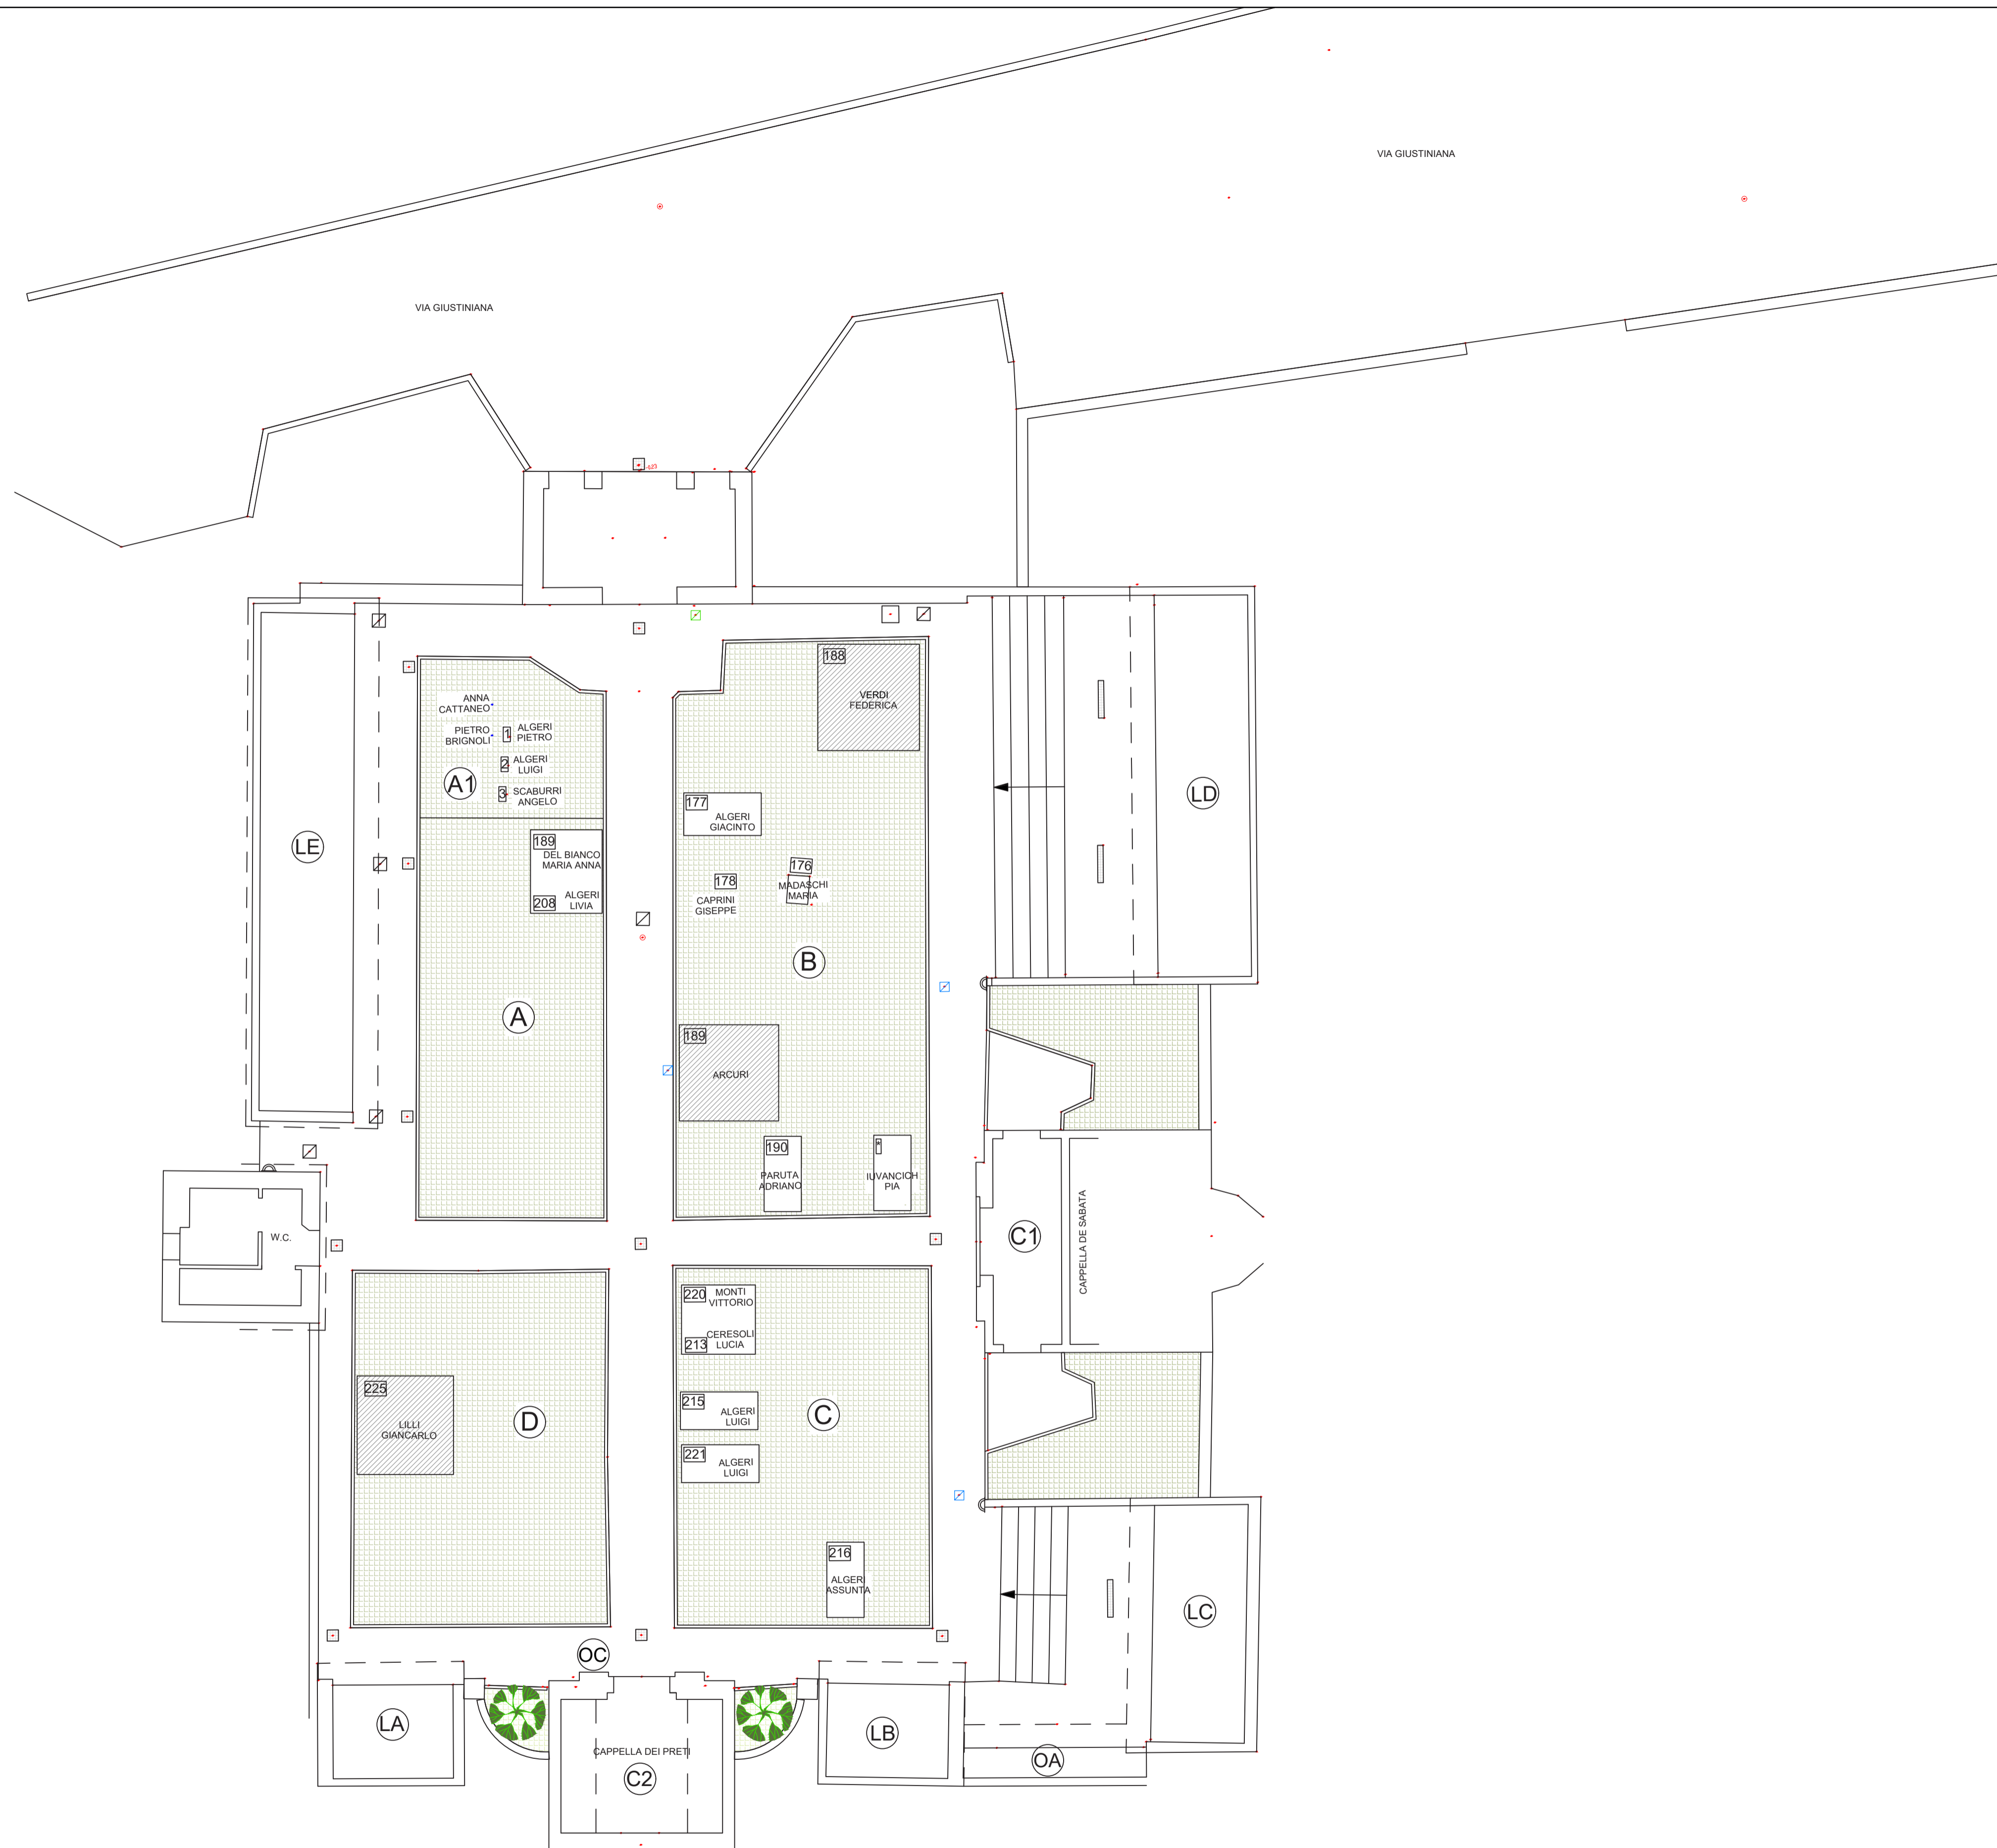 VIA GIUSTINIANA
VIA GIUSTINIANA
-623
188
VERDI
FEDERICA
ANNA
CATTANEO
PIETRO
BRIGNOLI
1
ALGERI
PIETRO
2
ALGERI
LUIGI
3
SCABURRI
ANGELO
A1
177
ALGERI
GIACINTO
LD
LE
189
DEL BIANCO
MARIA ANNA
208
ALGERI
LIVIA
176
MADASCHI
MARIA
178
CAPRINI
GISEPPE
B
A
189
ARCURI
190
PARUTA
ADRIANO
*
IUVANCICH
PIA
W.C.
C1
CAPPELLA DE SABATA
220
MONTI
VITTORIO
213
CERESOLI
LUCIA
225
LILLI
GIANCARLO
D
215
ALGERI
LUIGI
C
221
ALGERI
LUIGI
216
ALGERI
ASSUNTA
LC
OC
LA
LB
CAPPELLA DEI PRETI
C2
OA